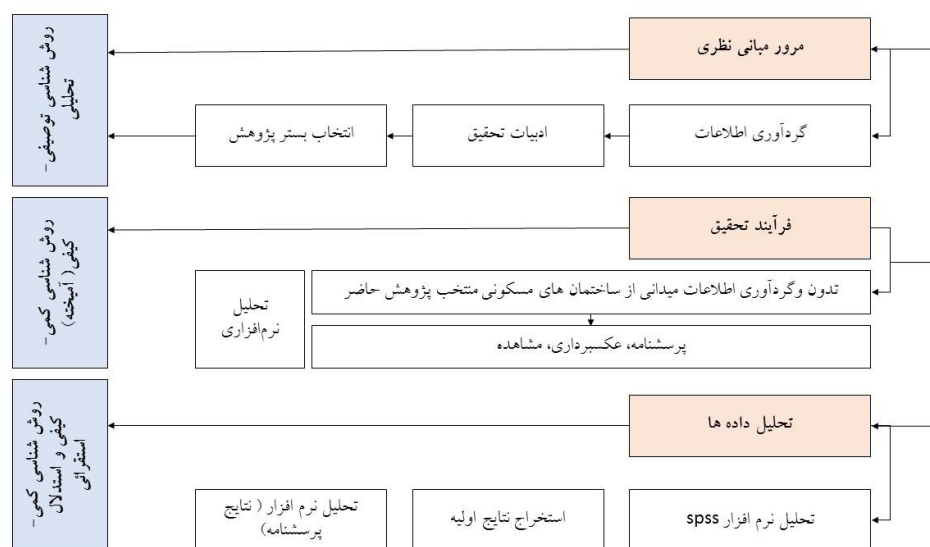 مرور مبانی نظری
گردآوری اطلاعات
ادبیات تحقیق
انتخاب بستر پژوهش
روش شناسی توصیفی-
تحلیلی
فرآیند تحقیق
تدون وگردآوری اطلاعات میدانی از ساختمان های مسکونی منتخب پژوهش حاضر
پرسشنامه، عکسبرداری، مشاهده
تحلیل
نرم‌افزاری
روش شناسی کمی-
کیفی( آمیخته)
تحلیل داده ها
تحلیل نرم افزار spss
استخراج نتایج اولیه
تحلیل نرم افزار ( نتایج
پرسشنامه)
روش شناسی کمی-
کیفی و استدلال
استقرائی